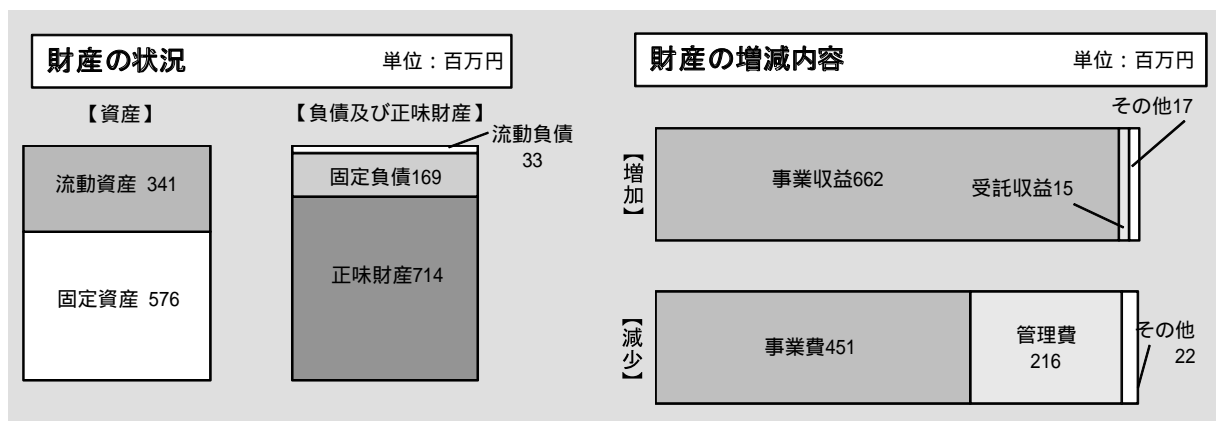 財産の状況 単位：百万円
【資産】
流動資産 341
固定資産 576
【負債及び正味財産】
流動負債
33
固定負債169
正味財産714
財産の増減内容 単位：百万円
【増加】
事業収益662
受託収益15
その他17
【減少】
事業費451
管理費
216
その他
22